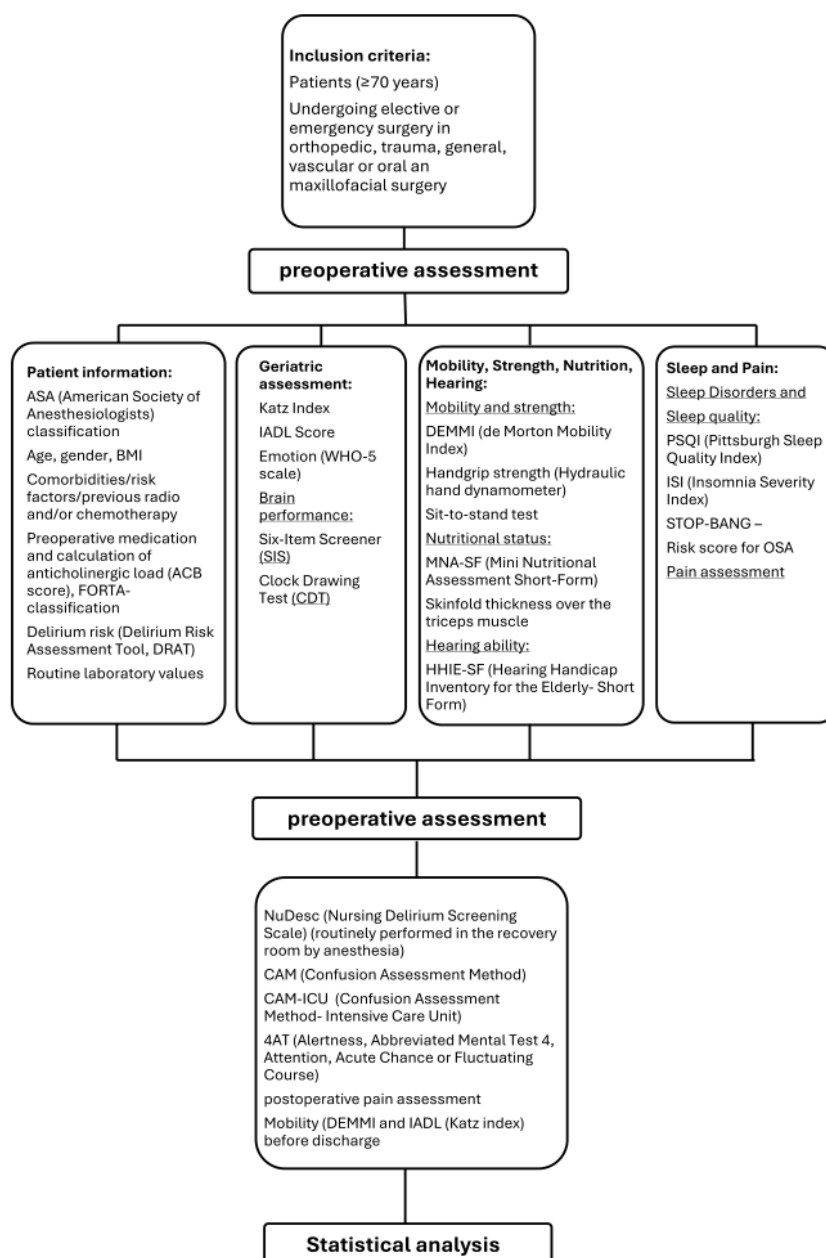 Inclusion criteria:
Patients (≥70 years)
Undergoing elective or
emergency surgery in
orthopedic, trauma, general,
vascular or oral an
maxillofacial surgery
preoperative assessment
Patient information:
ASA (American Society of
Anesthesiologists)
classification
Age, gender, BMI
Comorbidities/risk
factors/previous radio
and/or chemotherapy
Preoperative medication
and calculation of
anticholinergic load (ACB
score), FORTA-
classification
Delirium risk (Delirium Risk
Assessment Tool, DRAT)
Routine laboratory values
Geriatric
assessment:
Katz Index
IADL Score
Emotion (WHO-5
scale)
Brain
performance:
Six-Item Screener
(SIS)
Clock Drawing
Test (CDT)
Mobility, Strength, Nutrition,
Hearing:
Mobility and strength:
DEMMI (de Morton Mobility
Index)
Handgrip strength (Hydraulic
hand dynamometer)
Sit-to-stand test
Nutritional status:
MNA-SF (Mini Nutritional
Assessment Short-Form)
Skinfold thickness over the
triceps muscle
Hearing ability:
HHIE-SF (Hearing Handicap
Inventory for the Elderly- Short
Form)
Sleep and Pain:
Sleep Disorders and
Sleep quality:
PSQI (Pittsburgh Sleep
Quality Index)
ISI (Insomnia Severity
Index)
STOP-BANG –
Risk score for OSA
Pain assessment
preoperative assessment
NuDesc (Nursing Delirium Screening
Scale) (routinely performed in the recovery
room by anesthesia)
CAM (Confusion Assessment Method)
CAM-ICU (Confusion Assessment
Method- Intensive Care Unit)
4AT (Alertness, Abbreviated Mental Test 4,
Attention, Acute Chance or Fluctuating
Course)
postoperative pain assessment
Mobility (DEMMI and IADL (Katz index)
before discharge
Statistical analysis